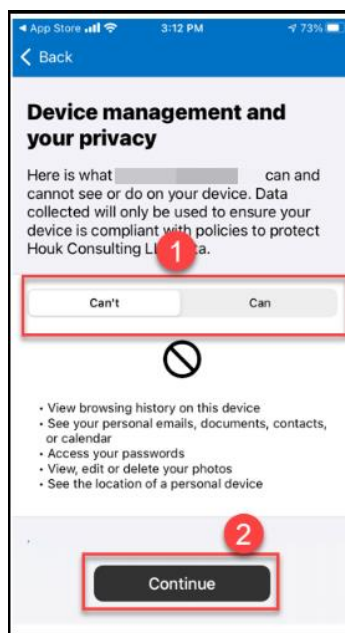 App Store 3:12 PM 73%
Back
Device management and
your privacy
Here is what can and
cannot see or do on your device. Data
collected will only be used to ensure your
device is compliant with policies to protect
Houk Consulting ta.
1
Can't Can
• View browsing history on this device
• See your personal emails, documents, contacts,
or calendar
• Access your passwords
• View, edit or delete your photos
• See the location of a personal device
2
Continue